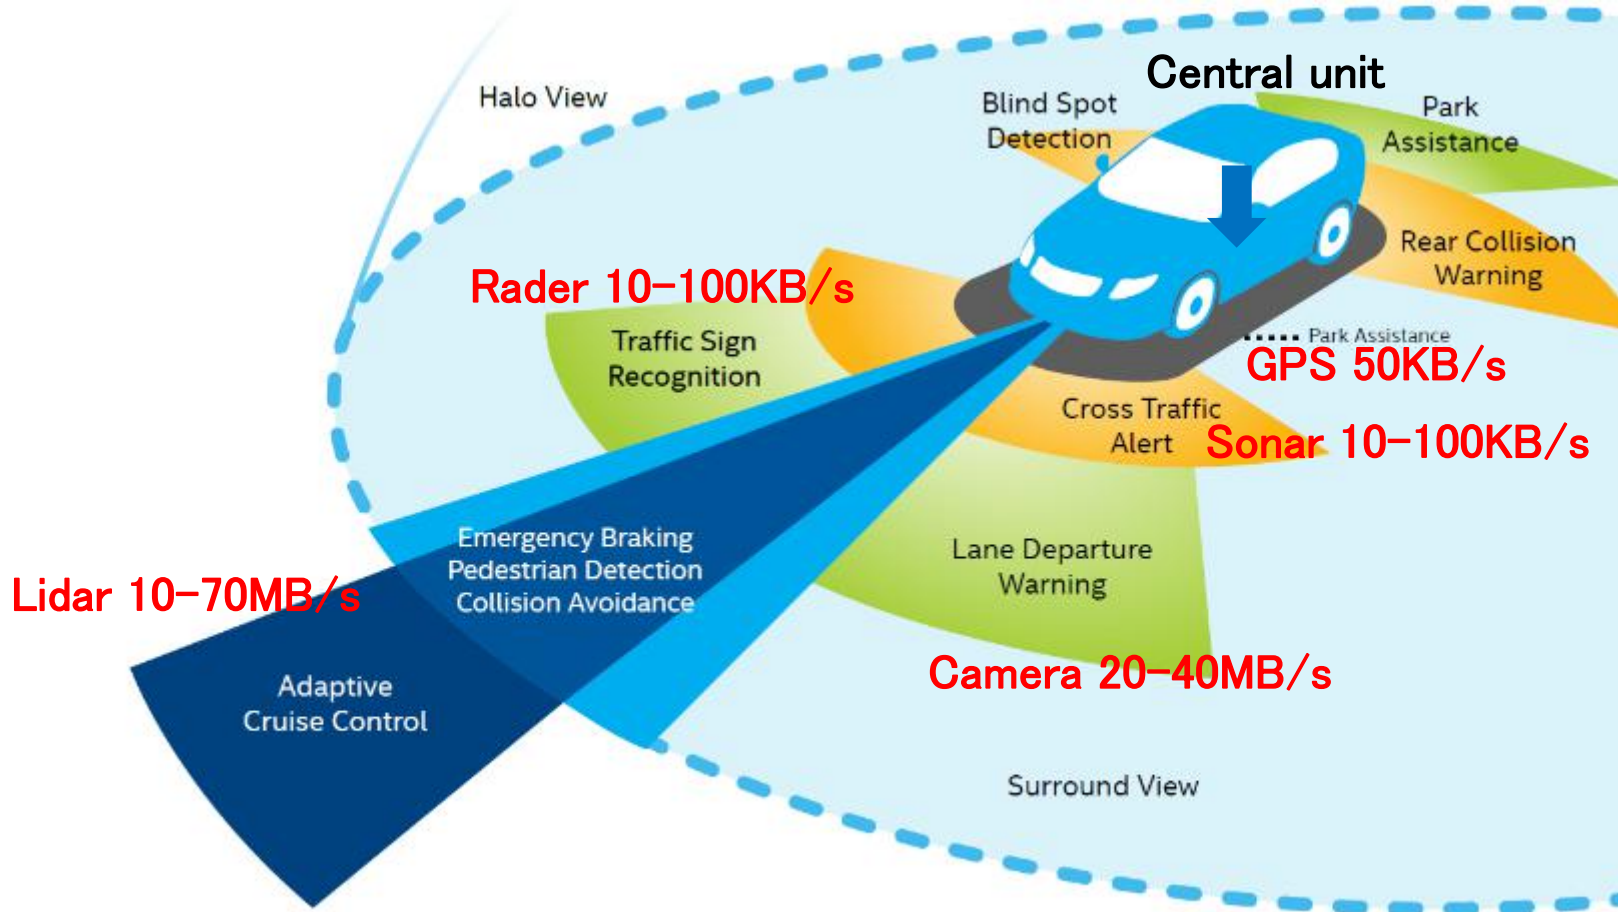 Central unit
Halo View
Blind Spot
Detection
Park
Assistance
Rear Collision
Warning
Rader 10-100KB/s
Traffic Sign
Recognition
Park Assistance
GPS 50KB/s
Cross Traffic
Alert
Sonar 10-100KB/s
Emergency Braking
Pedestrian Detection
Collision Avoidance
Lane Departure
Warning
Lidar 10-70MB/s
Camera 20-40MB/s
Adaptive
Cruise Control
Surround View